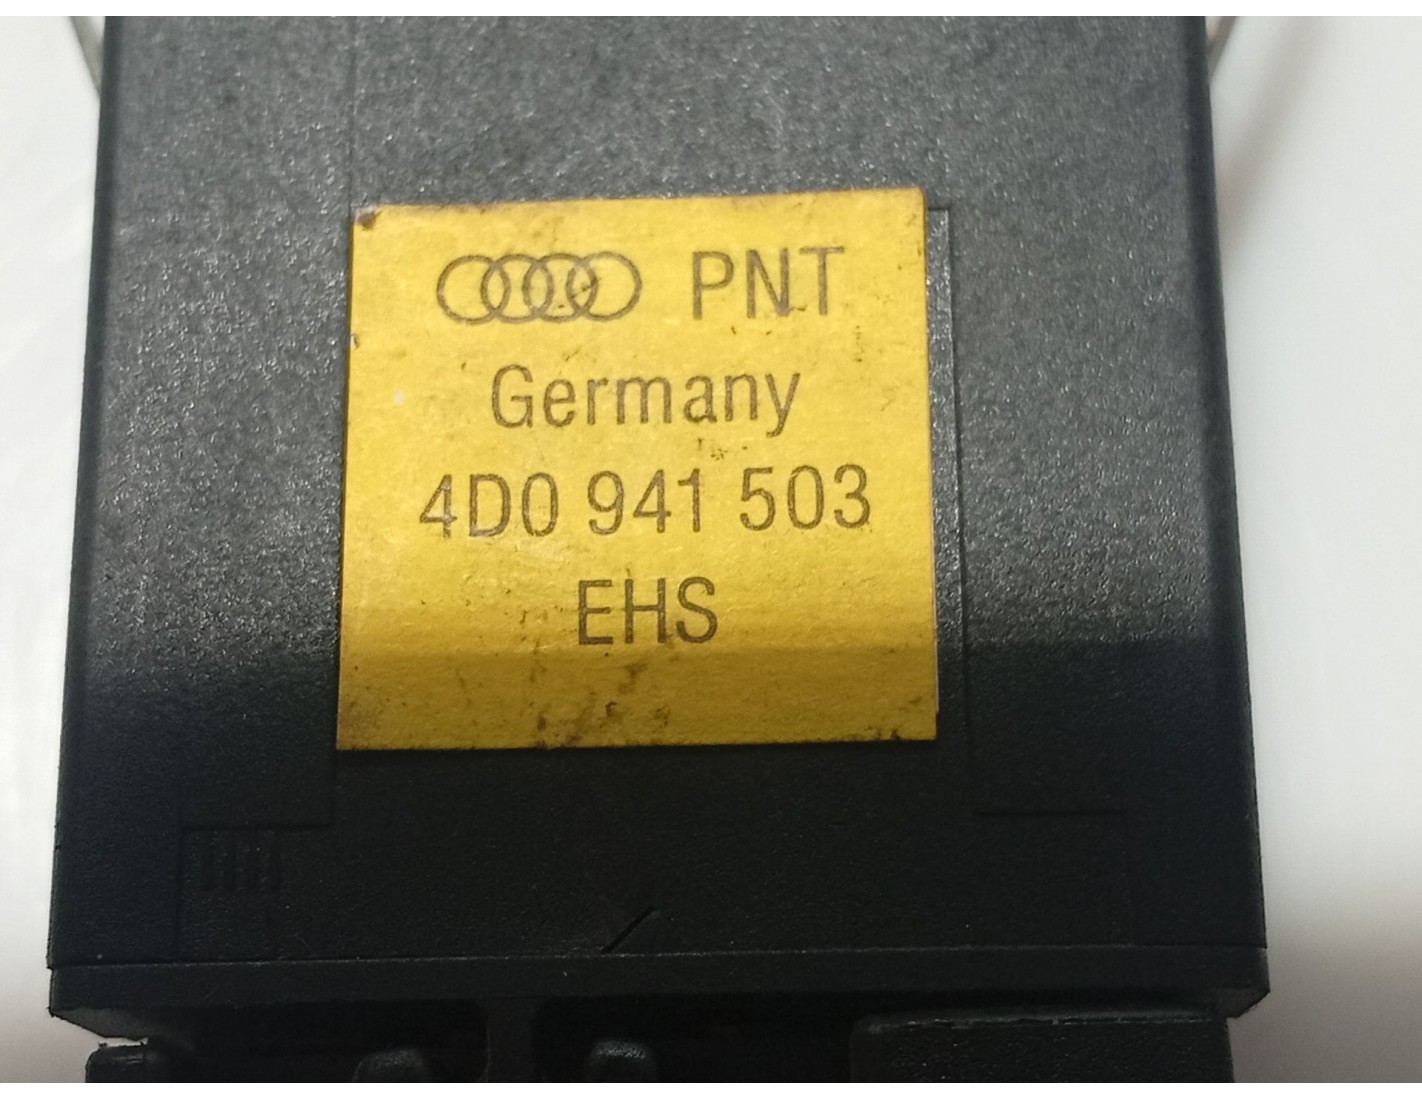 PNT
Germany
4D0 941 503
EHS